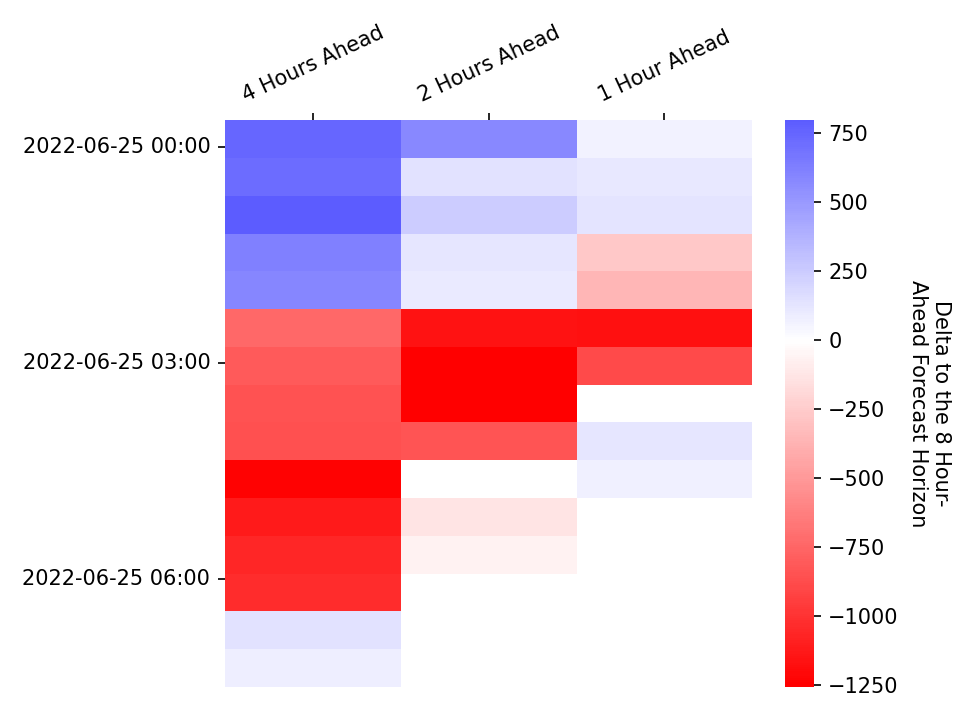 4 Hours Ahead
2 Hours Ahead
1 Hour Ahead
2022-06-25 00:00
2022-06-25 03:00
2022-06-25 06:00
750
500
250
0
−250
−500
−750
−1000
−1250
Delta to the 8 Hour-
Ahead Forecast Horizon